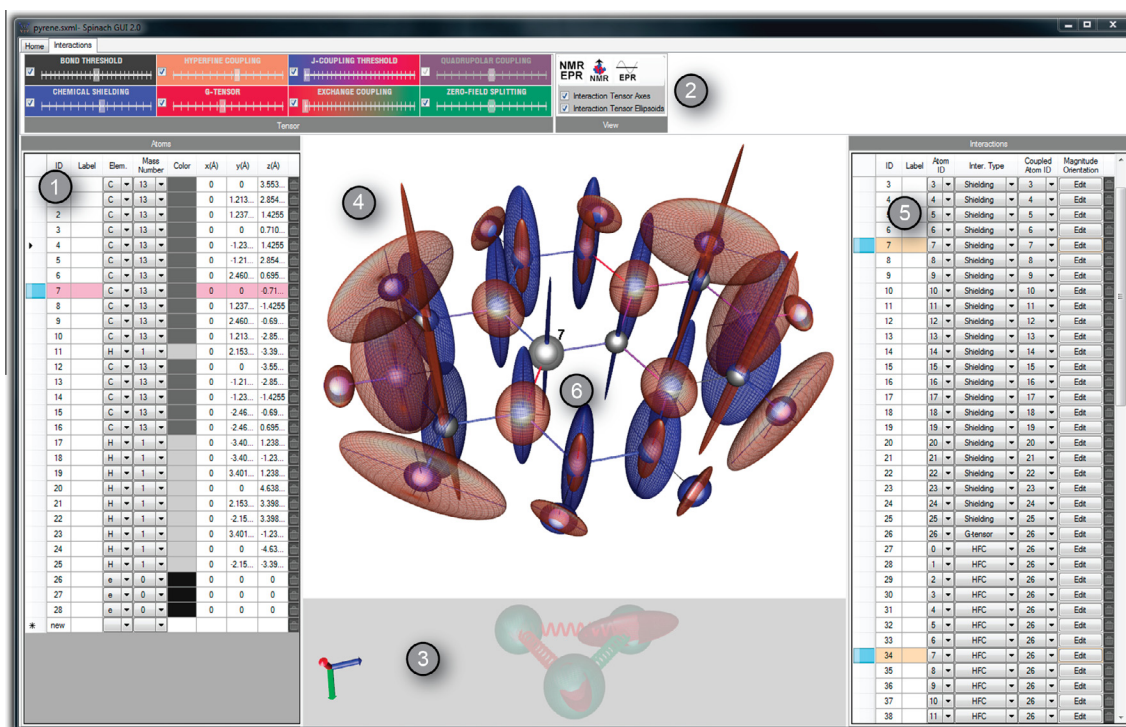 pyrene.sxml- Spinach GUI 2.0
Home Interactions
BOND THRESHOLD HYPERFINE COUPLING J-COUPLING THRESHOLD QUADRUPOLAR COUPLING
CHEMICAL SHIELDING G-TENSOR EXCHANGE COUPLING ZERO-FIELD SPLITTING
Tensor
NMR EPR NMR EPR
Interaction Tensor Axes
Interaction Tensor Ellipsoids
View
2
Atoms
ID Label Elem. Mass Number Color x(Å) y(Å) z(Å)
1
C 13 0 0 3.553...
C 13 0 1.213... 2.854...
2 C 13 0 1.237... 1.4255
3 C 13 0 0 0.710...
4 C 13 0 -1.23... 1.4255
5 C 13 0 -1.21... 2.854...
6 C 13 0 2.460... 0.695...
7 C 13 0 0 -0.71...
8 C 13 0 1.237... -1.4255
9 C 13 0 2.460... -0.69...
10 C 13 0 1.213... -2.85...
11 H 1 0 2.153... -3.39...
12 C 13 0 0 -3.55...
13 C 13 0 -1.21... -2.85...
14 C 13 0 -1.23... -1.4255
15 C 13 0 -2.46... -0.69...
16 C 13 0 -2.46... 0.695...
17 H 1 0 -3.40... 1.238...
18 H 1 0 -3.40... -1.23...
19 H 1 0 3.401... 1.238...
20 H 1 0 0 4.638...
21 H 1 0 2.153... 3.398...
22 H 1 0 -2.15... 3.398...
23 H 1 0 3.401... -1.23...
24 H 1 0 0 -4.63...
25 H 1 0 -2.15... -3.39...
26 e 0 0 0 0
27 e 0 0 0 0
28 e 0 0 0 0
new
4
7
6
3
Interactions
ID Label Atom ID Inter. Type Coupled Atom ID Magnitude Orientation
5
3 3 Shielding 3 Edit
4 4 Shielding 4 Edit
5 Shielding 5 Edit
6 6 Shielding 6 Edit
7 7 Shielding 7 Edit
8 8 Shielding 8 Edit
9 9 Shielding 9 Edit
10 10 Shielding 10 Edit
11 11 Shielding 11 Edit
12 12 Shielding 12 Edit
13 13 Shielding 13 Edit
14 14 Shielding 14 Edit
15 15 Shielding 15 Edit
16 16 Shielding 16 Edit
17 17 Shielding 17 Edit
18 18 Shielding 18 Edit
19 19 Shielding 19 Edit
20 20 Shielding 20 Edit
21 21 Shielding 21 Edit
22 22 Shielding 22 Edit
23 23 Shielding 23 Edit
24 24 Shielding 24 Edit
25 25 Shielding 25 Edit
26 26 G-tensor 26 Edit
27 0 HFC 26 Edit
28 1 HFC 26 Edit
29 2 HFC 26 Edit
30 3 HFC 26 Edit
31 4 HFC 26 Edit
32 5 HFC 26 Edit
33 6 HFC 26 Edit
34 7 HFC 26 Edit
35 8 HFC 26 Edit
36 9 HFC 26 Edit
37 10 HFC 26 Edit
38 11 HFC 26 Edit